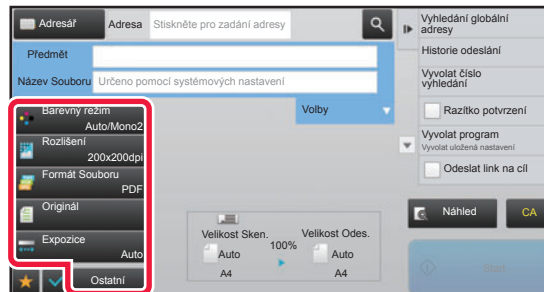 Adresář
Adresa
Stiskněte pro zadání adresy
Předmět
Název Souboru
Určeno pomocí systémových nastavení
Barevný režim
Auto/Mono2
Rozlišení
200x200dpi
Formát Souboru
PDF
Originál
Expozice
Auto
Ostatní
Volby
Velikost Sken.
Auto
A4
100%
Velikost Odes.
Auto
A4
Vyhledání globální
adresy
Historie odeslání
Vyvolat číslo
vyhledání
Razítko potvrzení
Vyvolat program
Vyvolat uložená nastavení
Odeslat link na cíl
Náhled
CA
Start